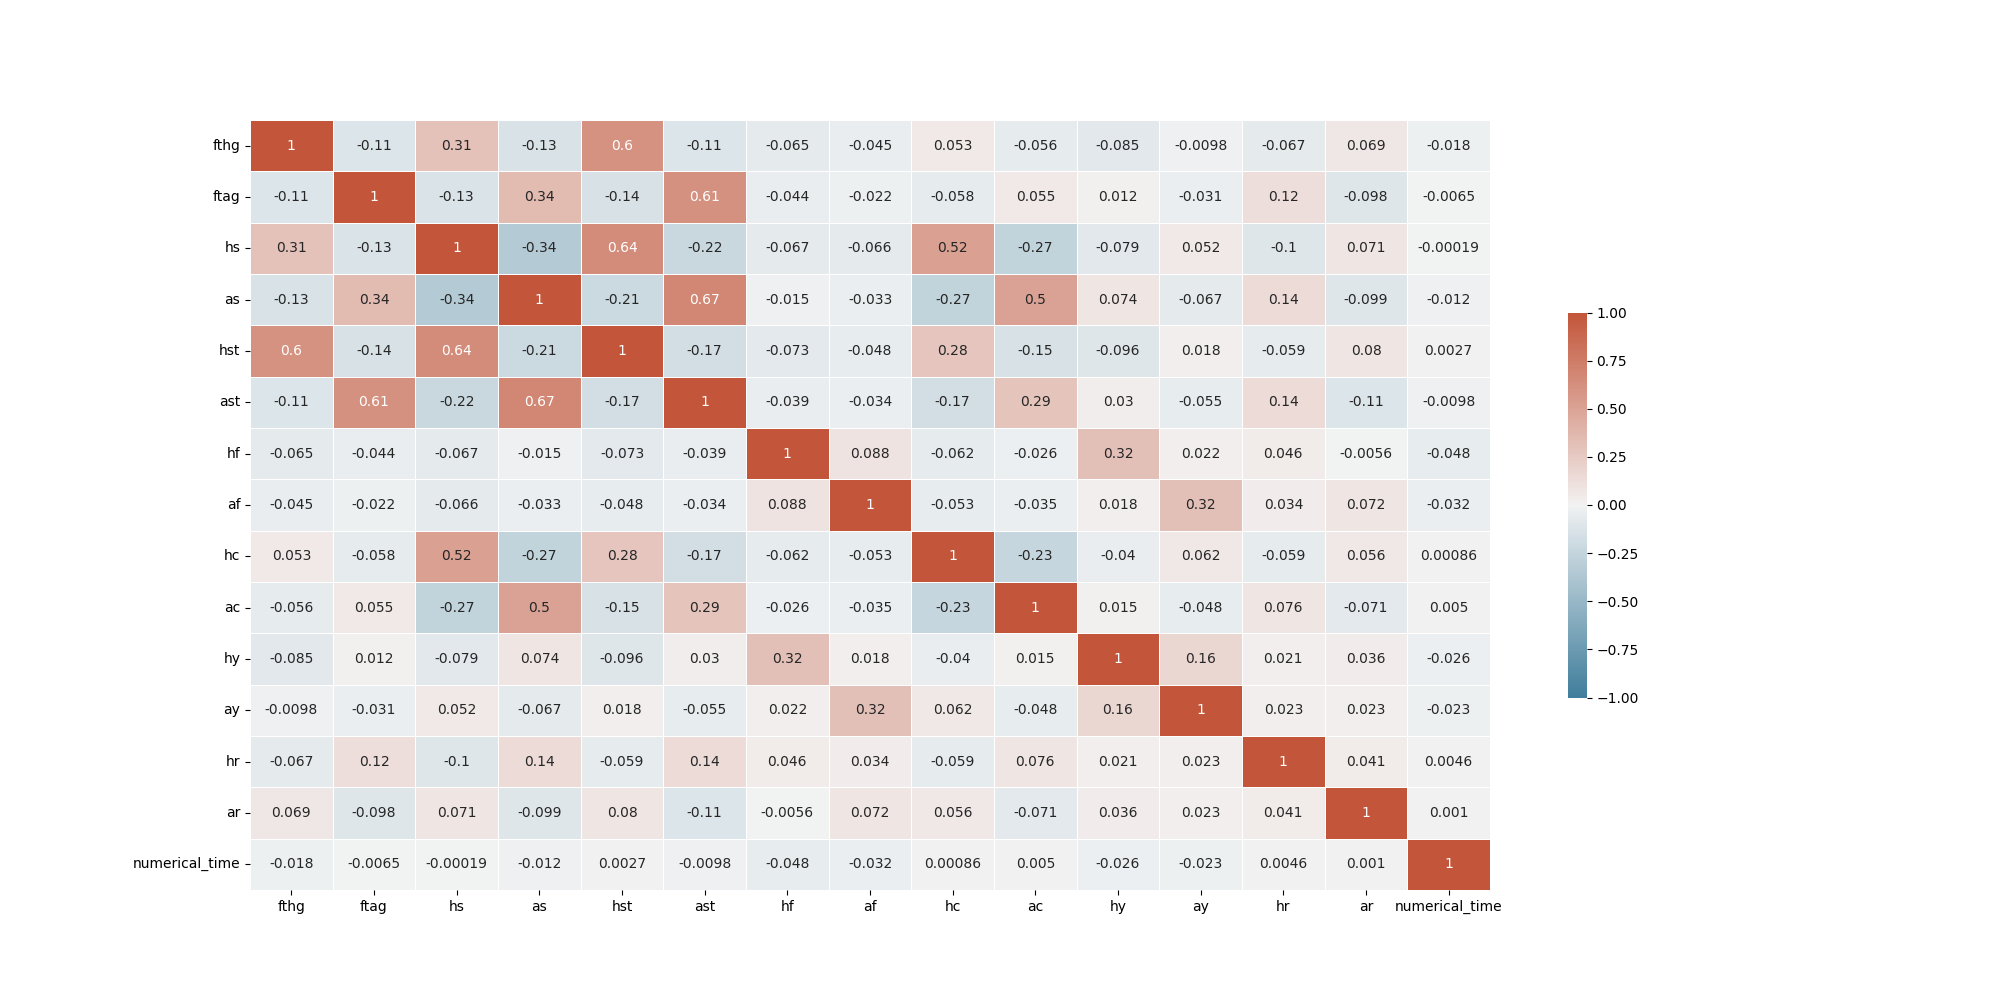 fthg 1 -0.11 0.31 -0.13 0.6 -0.11 -0.065 -0.045 0.053 -0.056 -0.085 -0.0098 -0.067 0.069 -0.018
ftag -0.11 1 -0.13 0.34 -0.14 0.61 -0.044 -0.022 -0.058 0.055 0.012 -0.031 0.12 -0.098 -0.0065
hs 0.31 -0.13 1 -0.34 0.64 -0.22 -0.067 -0.066 0.52 -0.27 -0.079 0.052 -0.1 0.071 -0.00019
as -0.13 0.34 -0.34 1 -0.21 0.67 -0.015 -0.033 -0.27 0.5 0.074 -0.067 0.14 -0.099 -0.012
hst 0.6 -0.14 0.64 -0.21 1 -0.17 -0.073 -0.048 0.28 -0.15 -0.096 0.018 -0.059 0.08 0.0027
ast -0.11 0.61 -0.22 0.67 -0.17 1 -0.039 -0.034 -0.17 0.29 0.03 -0.055 0.14 -0.11 -0.0098
hf -0.065 -0.044 -0.067 -0.015 -0.073 -0.039 1 0.088 -0.062 -0.026 0.32 0.022 0.046 -0.0056 -0.048
af -0.045 -0.022 -0.066 -0.033 -0.048 -0.034 0.088 1 -0.053 -0.035 0.018 0.32 0.034 0.072 -0.032
hc 0.053 -0.058 0.52 -0.27 0.28 -0.17 -0.062 -0.053 1 -0.23 -0.04 0.062 -0.059 0.056 0.00086
ac -0.056 0.055 -0.27 0.5 -0.15 0.29 -0.026 -0.035 -0.23 1 0.015 -0.048 0.076 -0.071 0.005
hy -0.085 0.012 -0.079 0.074 -0.096 0.03 0.32 0.018 -0.04 0.015 1 0.16 0.021 0.036 -0.026
ay -0.0098 -0.031 0.052 -0.067 0.018 -0.055 0.022 0.32 0.062 -0.048 0.16 1 0.023 0.023 -0.023
hr -0.067 0.12 -0.1 0.14 -0.059 0.14 0.046 0.034 -0.059 0.076 0.021 0.023 1 0.041 0.0046
ar 0.069 -0.098 0.071 -0.099 0.08 -0.11 -0.0056 0.072 0.056 -0.071 0.036 0.023 0.041 1 0.001
numerical_time -0.018 -0.0065 -0.00019 -0.012 0.0027 -0.0098 -0.048 -0.032 0.00086 0.005 -0.026 -0.023 0.0046 0.001 1
fthg ftag hs as hst ast hf af hc ac hy ay hr ar numerical_time
1.00
0.75
0.50
0.25
0.00
−0.25
−0.50
−0.75
−1.00